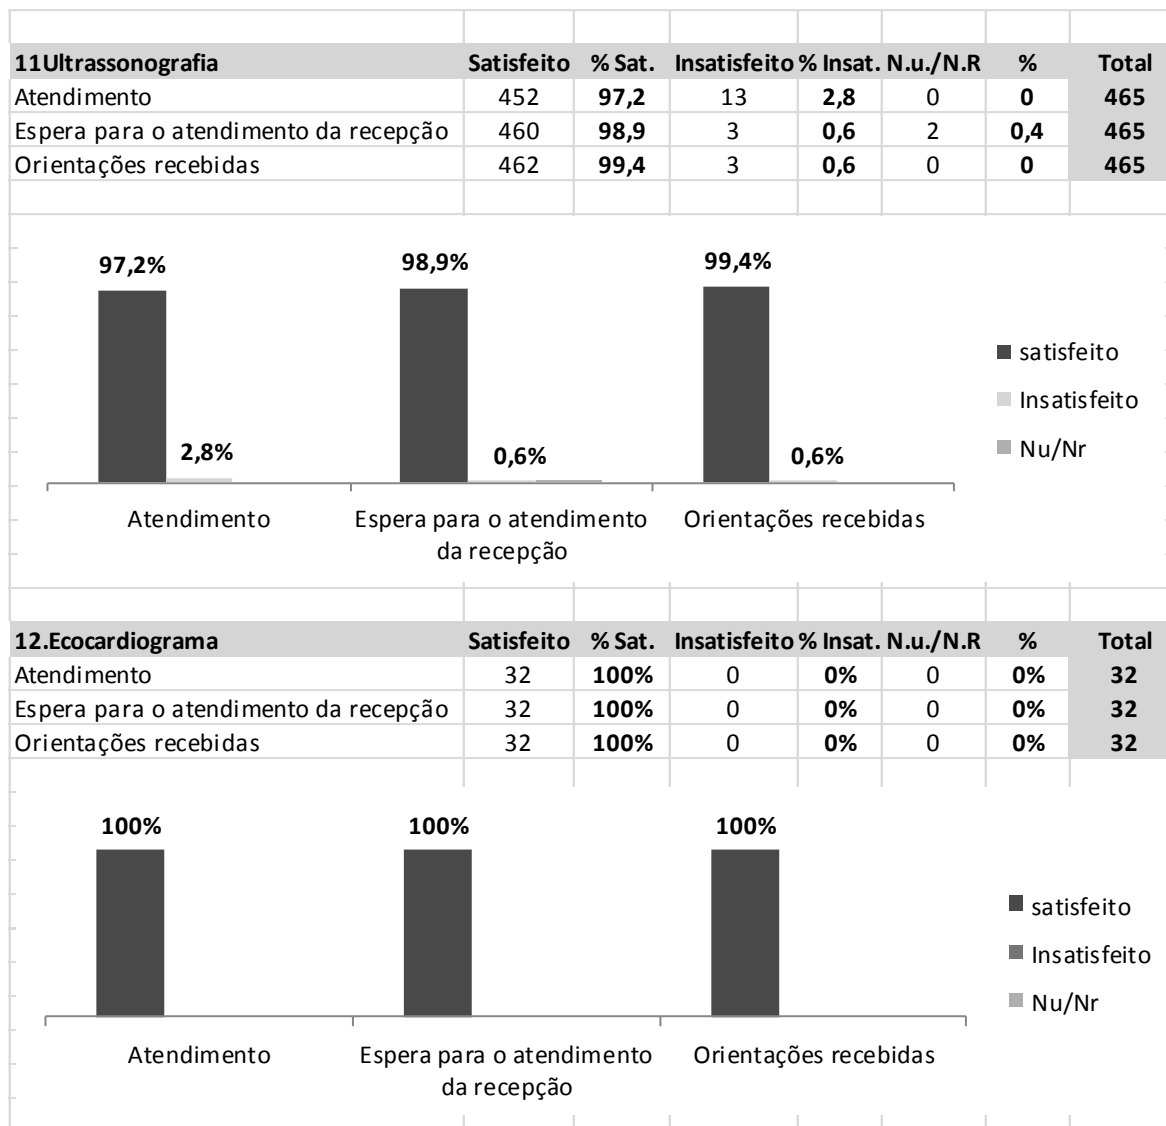 11Ultrassonografia Satisfeito % Sat. Insatisfeito % Insat. N.u./N.R % Total
Atendimento 452 97,2 13 2,8 0 0 465
Espera para o atendimento da recepção 460 98,9 3 0,6 2 0,4 465
Orientações recebidas 462 99,4 3 0,6 0 0 465
97,2% 98,9% 99,4%
satisfeito
Insatisfeito
2,8% 0,6% 0,6%
Nu/Nr
Atendimento Espera para o atendimento Orientações recebidas
da recepção
12.Ecocardiograma Satisfeito % Sat. Insatisfeito % Insat. N.u./N.R % Total
Atendimento 32 100% 0 0% 0 0% 32
Espera para o atendimento da recepção 32 100% 0 0% 0 0% 32
Orientações recebidas 32 100% 0 0% 0 0% 32
100% 100% 100%
satisfeito
Insatisfeito
Nu/Nr
Atendimento Espera para o atendimento Orientações recebidas
da recepção